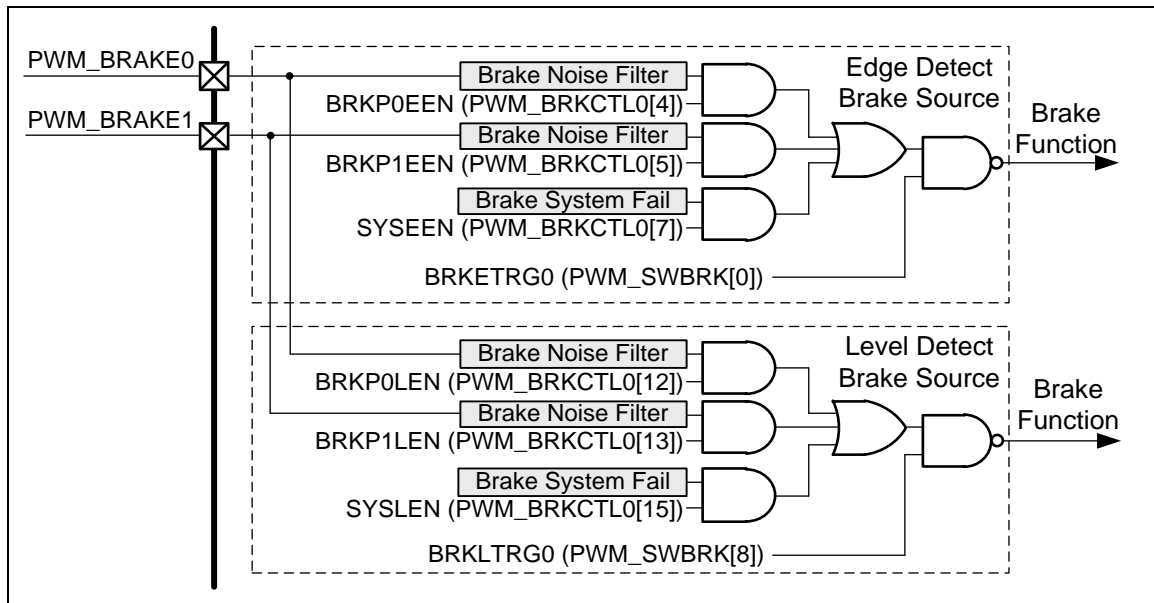 PWM_BRAKE0
PWM_BRAKE1
Edge Detect
Brake Source
Brake Noise Filter
BRKP0EEN (PWM_BRKCTL0[4])
Brake Noise Filter
BRKP1EEN (PWM_BRKCTL0[5])
Brake System Fail
SYSEEN (PWM_BRKCTL0[7])
BRKETRG0 (PWM_SWBRK[0])
Brake
Function
Level Detect
Brake Source
Brake Noise Filter
BRKP0LEN (PWM_BRKCTL0[12])
Brake Noise Filter
BRKP1LEN (PWM_BRKCTL0[13])
Brake System Fail
SYSLEN (PWM_BRKCTL0[15])
BRKLTRG0 (PWM_SWBRK[8])
Brake
Function